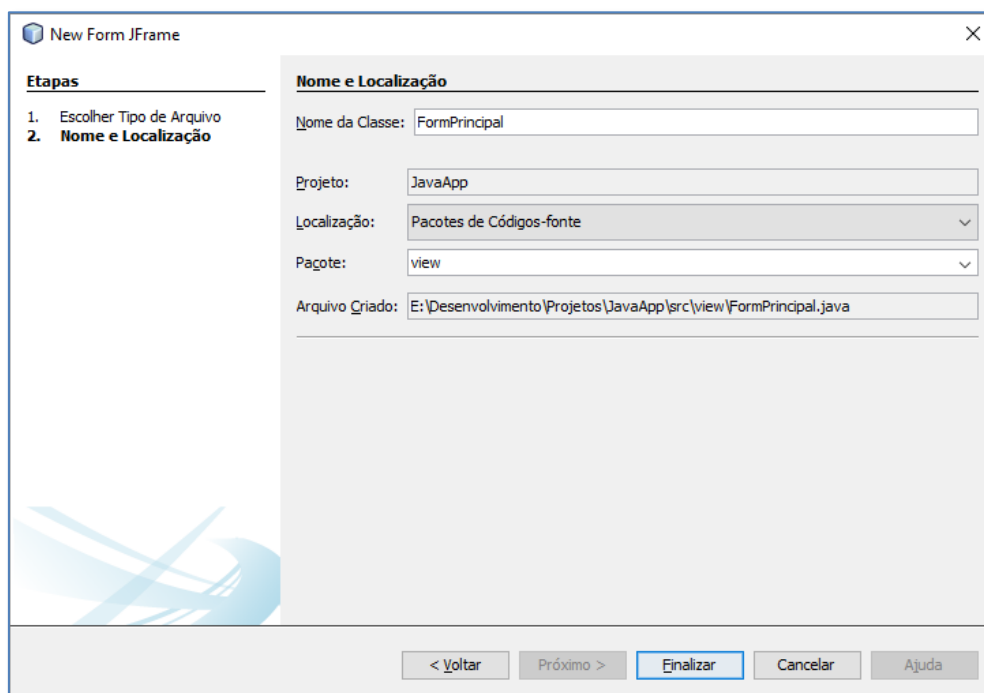 New Form JFrame
Etapas
1. Escolher Tipo de Arquivo
2. Nome e Localização
Nome e Localização
Nome da Classe: FormPrincipal
Projeto: JavaApp
Localização: Pacotes de Códigos-fonte
Pacote: view
Arquivo Criado: E:\Desenvolvimento\Projetos\JavaApp\src\view\FormPrincipal.java
< Voltar Próximo > Finalizar Cancelar Ajuda